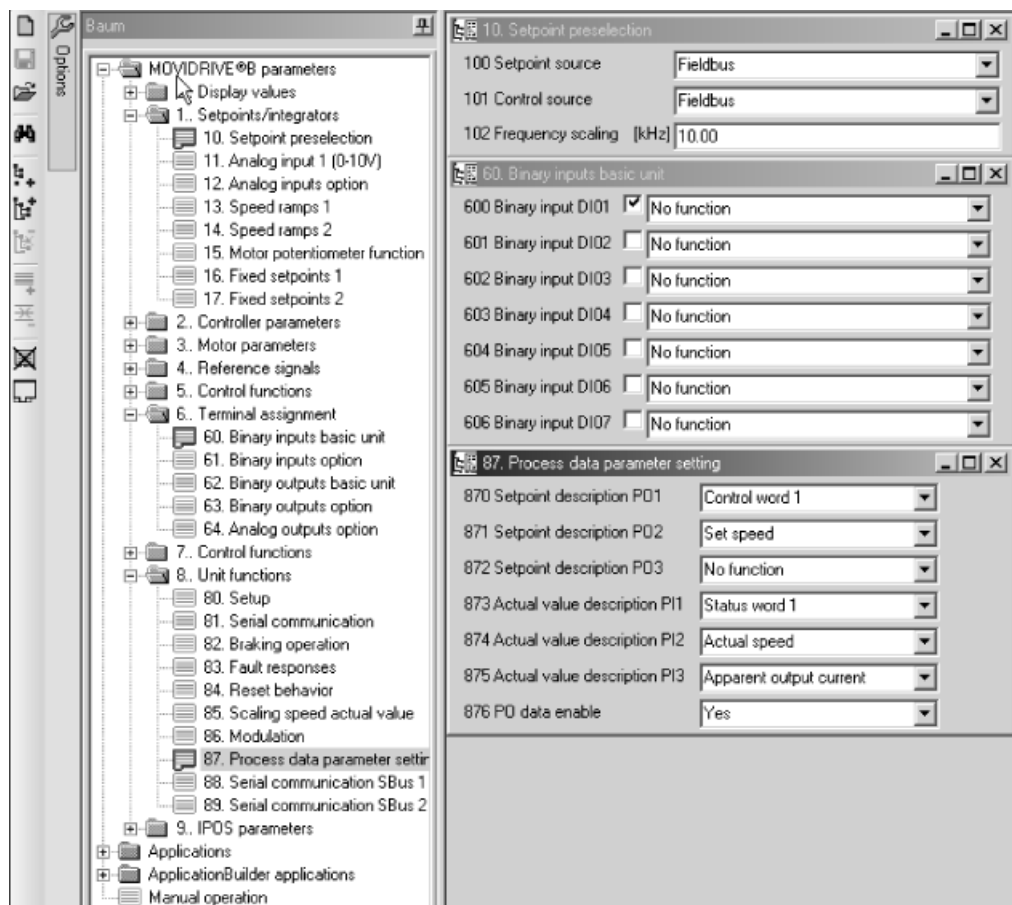 Options
Baum
MOVIDRIVE®B parameters
Display values
1.. Setpoints/integrators
10. Setpoint preselection
11. Analog input 1 (0-10V)
12. Analog inputs option
13. Speed ramps 1
14. Speed ramps 2
15. Motor potentiometer function
16. Fixed setpoints 1
17. Fixed setpoints 2
2.. Controller parameters
3.. Motor parameters
4.. Reference signals
5.. Control functions
6.. Terminal assignment
60. Binary inputs basic unit
61. Binary inputs option
62. Binary outputs basic unit
63. Binary outputs option
64. Analog outputs option
7.. Control functions
8.. Unit functions
80. Setup
81. Serial communication
82. Braking operation
83. Fault responses
84. Reset behavior
85. Scaling speed actual value
86. Modulation
87. Process data parameter settin
88. Serial communication SBus 1
89. Serial communication SBus 2
9.. IPOS parameters
Applications
ApplicationBuilder applications
Manual operation
10. Setpoint preselection
100 Setpoint source Fieldbus
101 Control source Fieldbus
102 Frequency scaling [kHz] 10.00
60. Binary inputs basic unit
600 Binary input DI01 No function
601 Binary input DI02 No function
602 Binary input DI03 No function
603 Binary input DI04 No function
604 Binary input DI05 No function
605 Binary input DI06 No function
606 Binary input DI07 No function
87. Process data parameter setting
870 Setpoint description PO1 Control word 1
871 Setpoint description PO2 Set speed
872 Setpoint description PO3 No function
873 Actual value description PI1 Status word 1
874 Actual value description PI2 Actual speed
875 Actual value description PI3 Apparent output current
876 PO data enable Yes